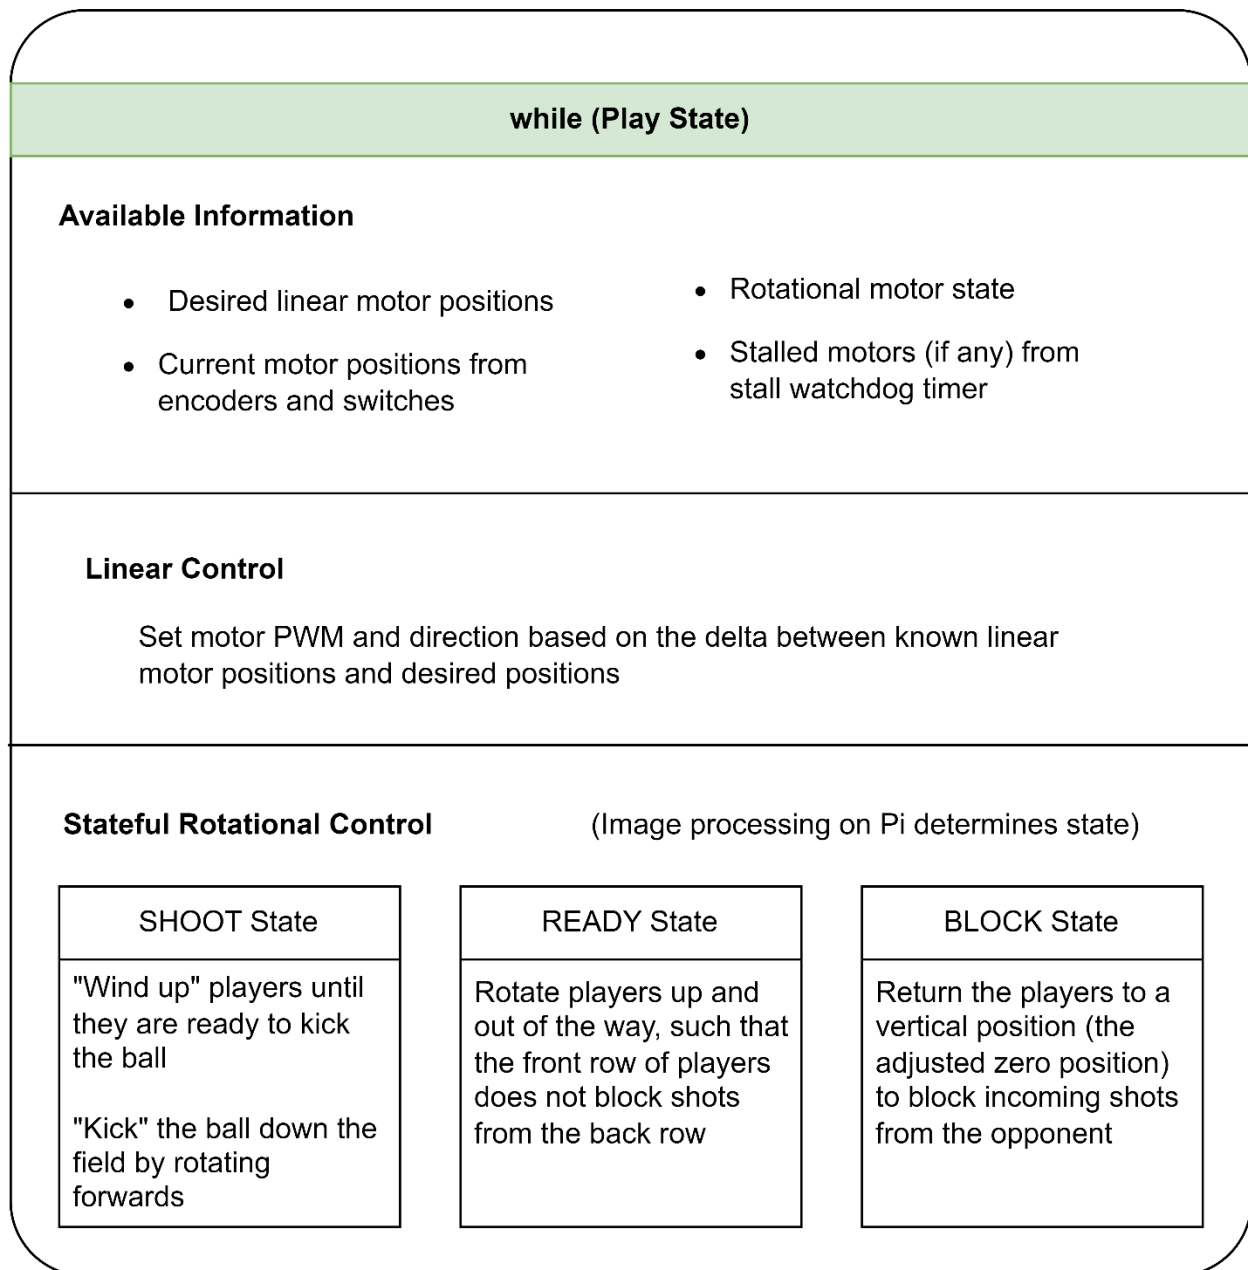 while (Play State)
Available Information
• Desired linear motor positions
• Current motor positions from
encoders and switches
• Rotational motor state
• Stalled motors (if any) from
stall watchdog timer
Linear Control
Set motor PWM and direction based on the delta between known linear
motor positions and desired positions
Stateful Rotational Control
(Image processing on Pi determines state)
SHOOT State
"Wind up" players until
they are ready to kick
the ball
"Kick" the ball down the
field by rotating
forwards
READY State
Rotate players up and
out of the way, such that
the front row of players
does not block shots
from the back row
BLOCK State
Return the players to a
vertical position (the
adjusted zero position)
to block incoming shots
from the opponent